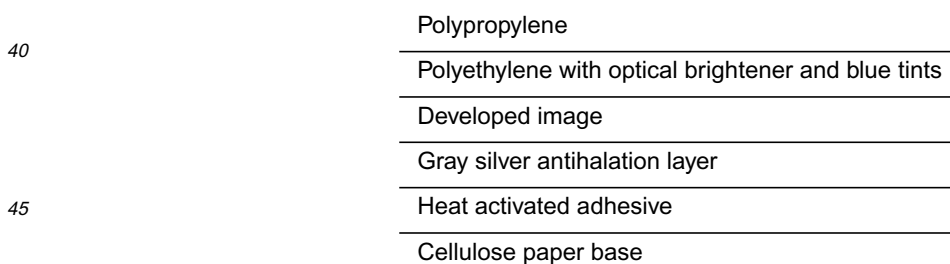 Polypropylene
40
Polyethylene with optical brightener and blue tints
Developed image
Gray silver antihalation layer
45
Heat activated adhesive
Cellulose paper base